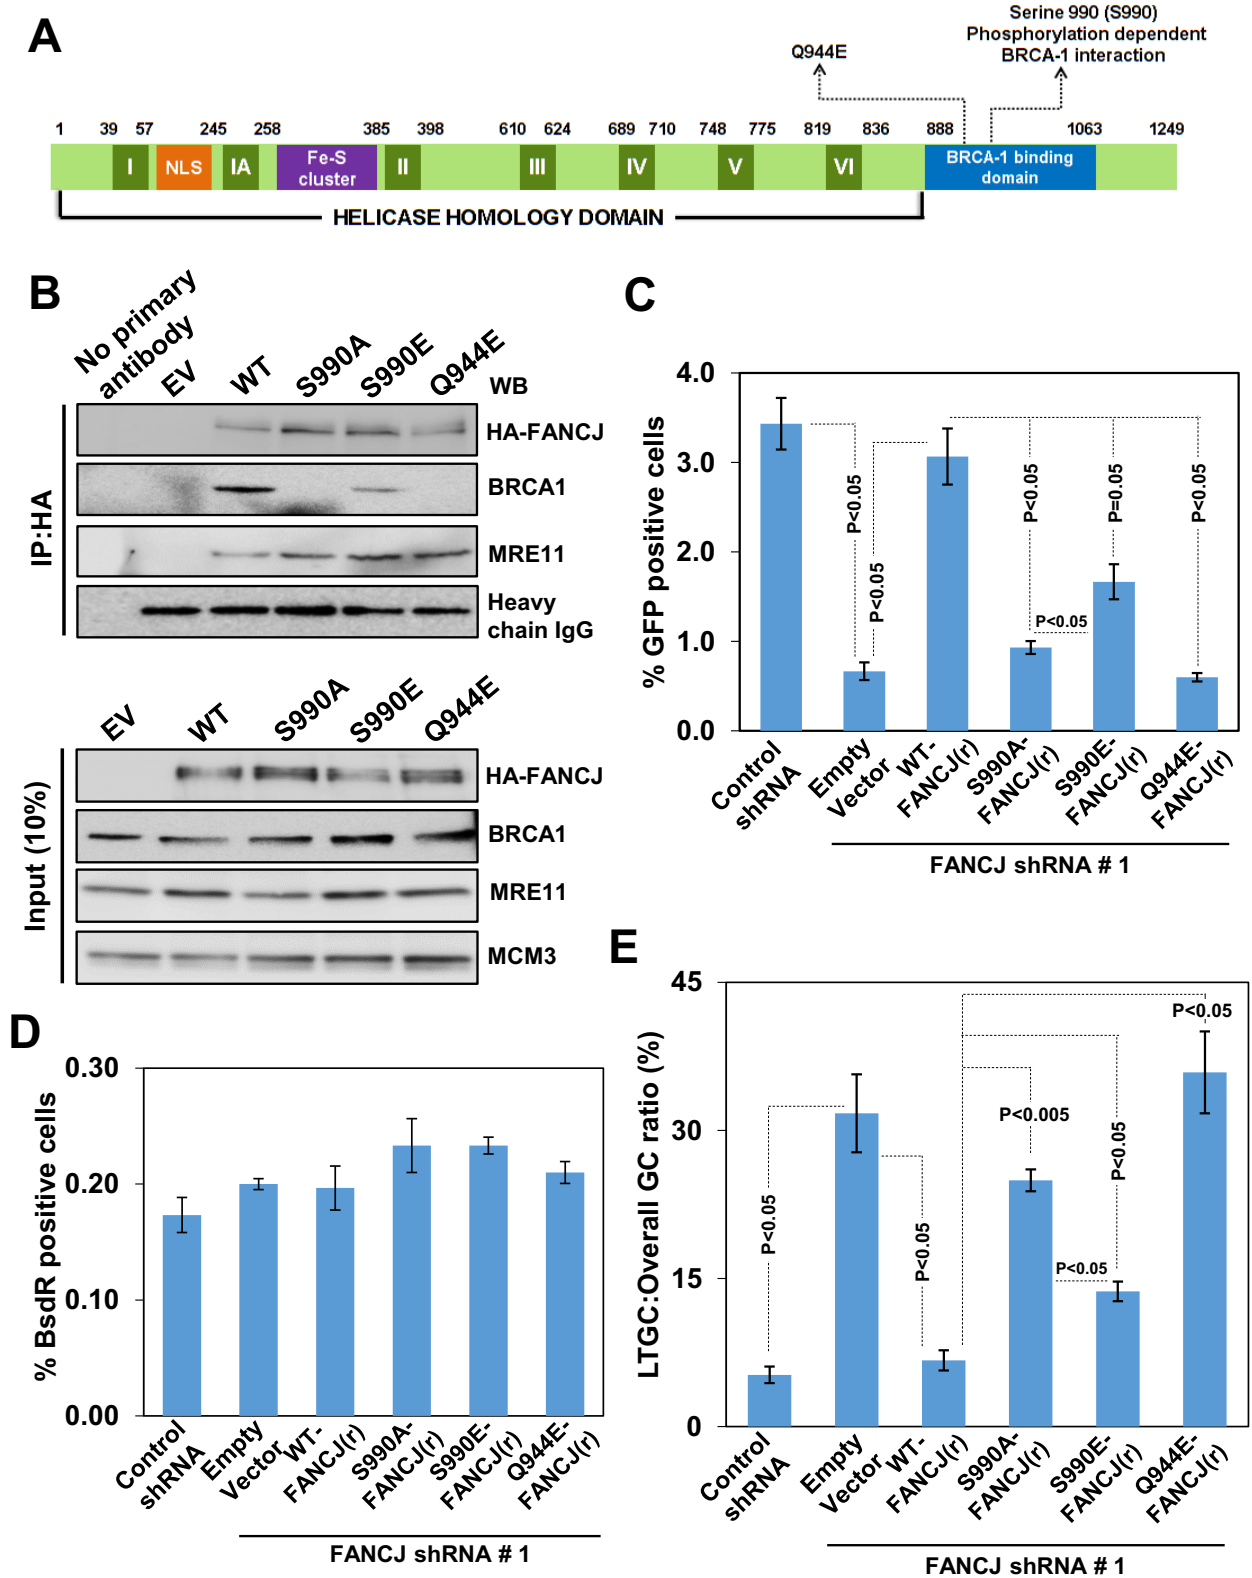 A
Serine 990 (S990)
Phosphorylation dependent
BRCA-1 interaction
Q944E
1 39 57 245 258 385 398 610 624 689 710 748 775 819 836 888 1063 1249
I NLS IA Fe-S cluster II III IV V VI BRCA-1 binding domain
HELICASE HOMOLOGY DOMAIN
B
No primary
antibody
EV
WT
S990A
S990E
Q944E
WB
IP:HA
HA-FANCJ
BRCA1
MRE11
Heavy
chain IgG
EV
WT
S990A
S990E
Q944E
Input (10%)
HA-FANCJ
BRCA1
MRE11
MCM3
C
% GFP positive cells
4.0
3.0
2.0
1.0
0.0
P<0.05
P<0.05
P<0.05
P=0.05
P<0.05
P<0.05
Control
shRNA
Empty
Vector
WT-
FANCJ(r)
S990A-
FANCJ(r)
S990E-
FANCJ(r)
Q944E-
FANCJ(r)
FANCJ shRNA # 1
D
% BsdR positive cells
0.30
0.20
0.10
0.00
Control
shRNA
Empty
Vector
WT-
FANCJ(r)
S990A-
FANCJ(r)
S990E-
FANCJ(r)
Q944E-
FANCJ(r)
FANCJ shRNA # 1
E
LTGC:Overall GC ratio (%)
45
30
15
0
P<0.05
P<0.05
P<0.005
P<0.05
P<0.05
P<0.05
Control
shRNA
Empty
Vector
WT-
FANCJ(r)
S990A-
FANCJ(r)
S990E-
FANCJ(r)
Q944E-
FANCJ(r)
FANCJ shRNA # 1